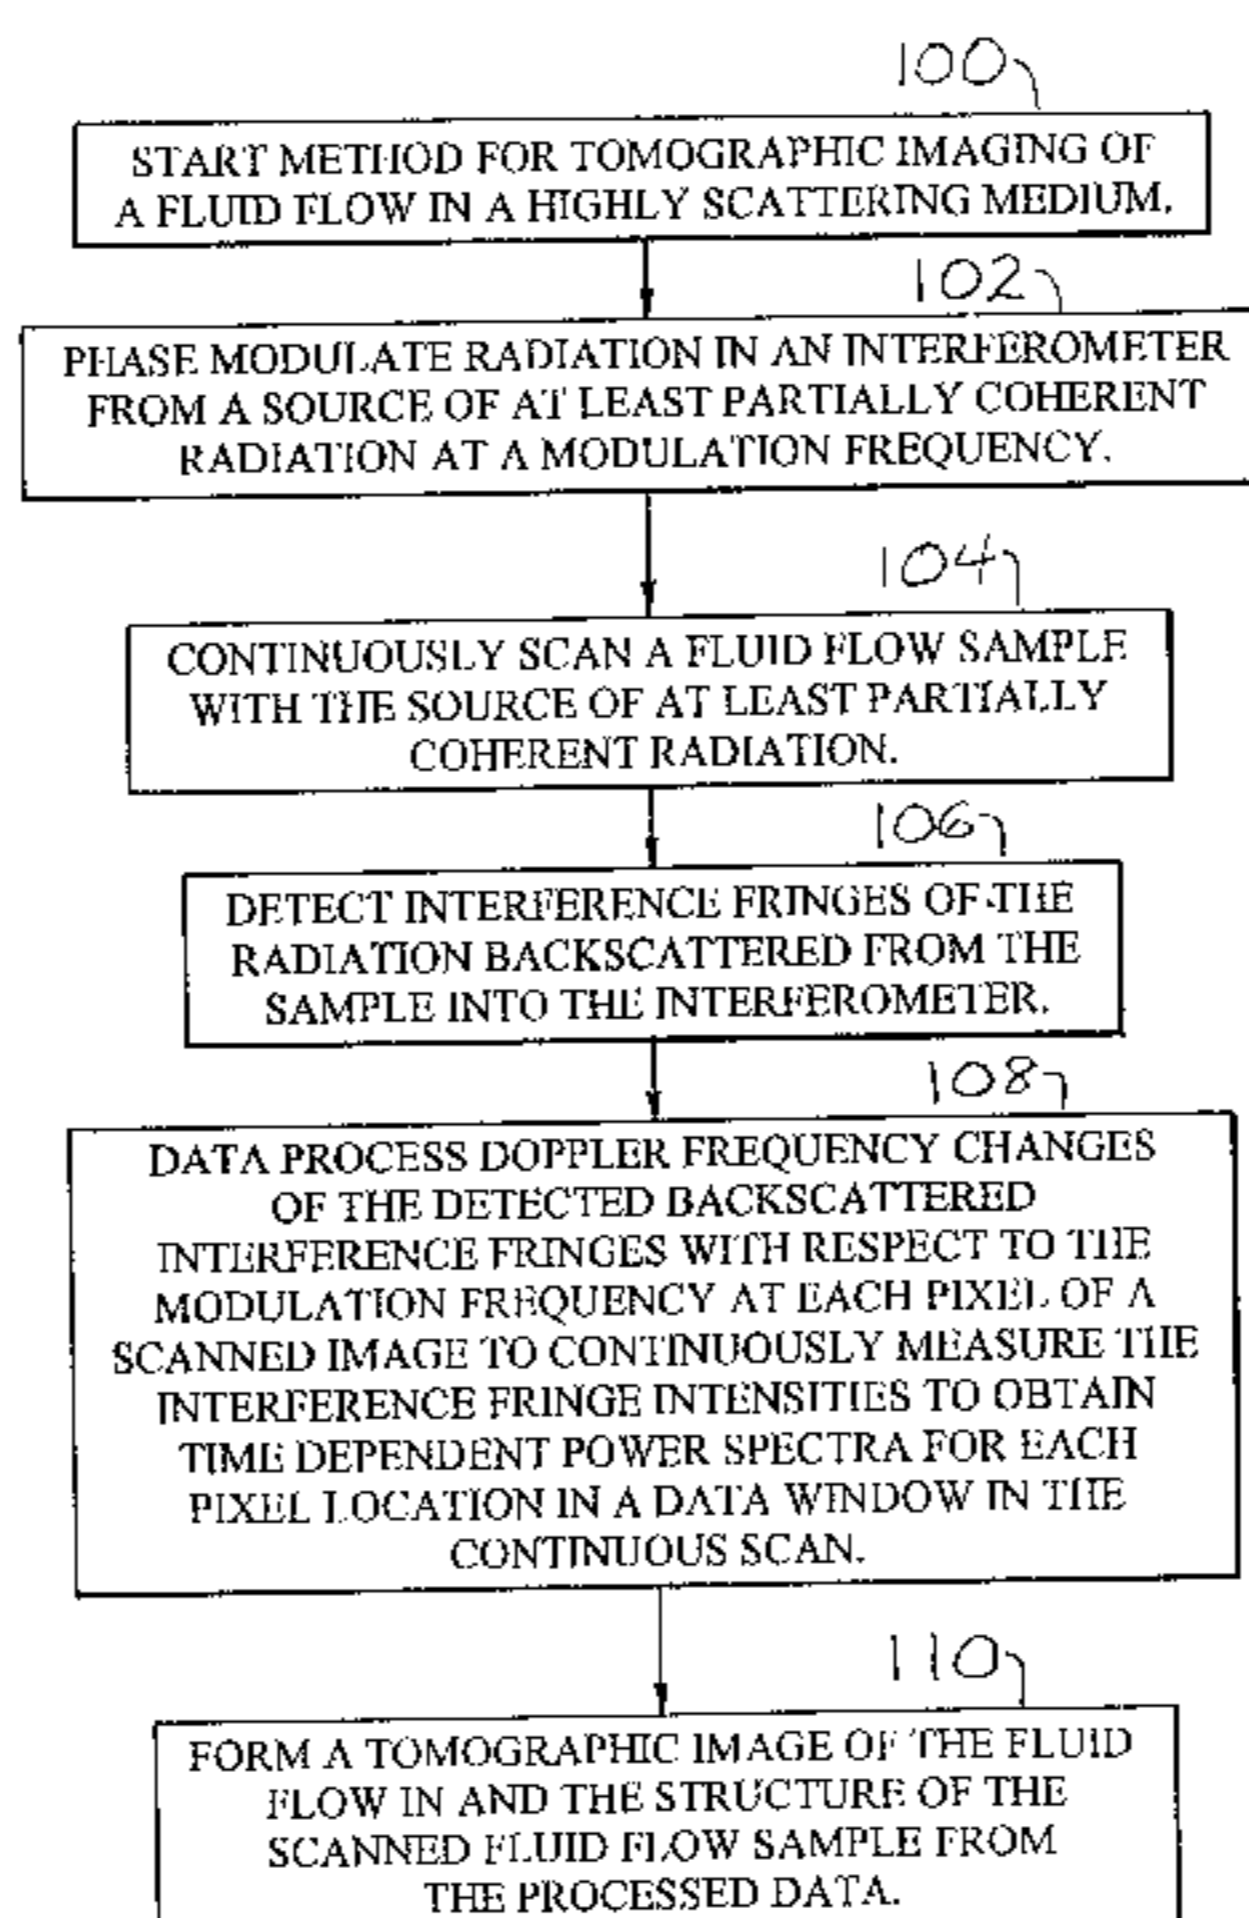 100
START METHOD FOR TOMOGRAPHIC IMAGING OF
A FLUID FLOW IN A HIGHLY SCATTERING MEDIUM.
102
PHASE MODULATE RADIATION IN AN INTERFEROMETER
FROM A SOURCE OF AT LEAST PARTIALLY COHERENT
RADIATION AT A MODULATION FREQUENCY.
104
CONTINUOUSLY SCAN A FLUID FLOW SAMPLE
WITH THE SOURCE OF AT LEAST PARTIALLY
COHERENT RADIATION.
106
DETECT INTERFERENCE FRINGES OF THE
RADIATION BACKSCATTERED FROM THE
SAMPLE INTO THE INTERFEROMETER.
108
DATA PROCESS DOPPLER FREQUENCY CHANGES
OF THE DETECTED BACKSCATTERED
INTERFERENCE FRINGES WITH RESPECT TO THE
MODULATION FREQUENCY AT EACH PIXEL OF A
SCANNED IMAGE TO CONTINUOUSLY MEASURE THE
INTERFERENCE FRINGE INTENSITIES TO OBTAIN
TIME DEPENDENT POWER SPECTRA FOR EACH
PIXEL LOCATION IN A DATA WINDOW IN THE
CONTINUOUS SCAN.
110
FORM A TOMOGRAPHIC IMAGE OF THE FLUID
FLOW IN AND THE STRUCTURE OF THE
SCANNED FLUID FLOW SAMPLE FROM
THE PROCESSED DATA.